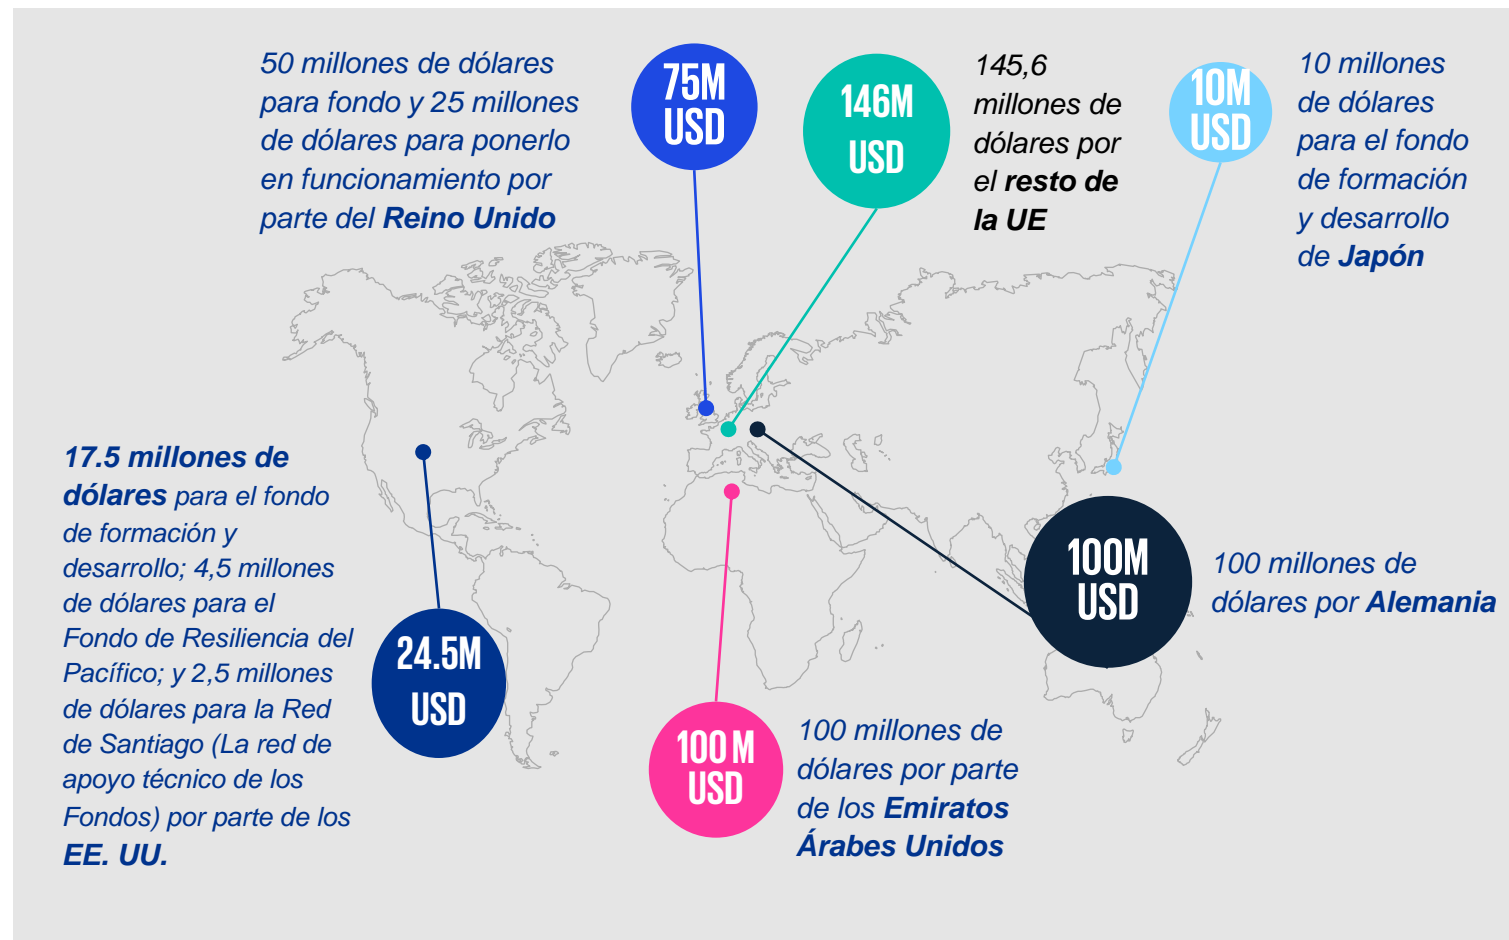 50 millones de dólares
para fondo y 25 millones
de dólares para ponerlo
en funcionamiento por
parte del Reino Unido
75M
USD
146M
USD
145,6
millones de
dólares por
el resto de
la UE
10M
USD
10 millones
de dólares
para el fondo
de formación
y desarrollo
de Japón
17.5 millones de
dólares para el fondo
de formación y
desarrollo; 4,5 millones
de dólares para el
Fondo de Resiliencia del
Pacífico; y 2,5 millones
de dólares para la Red
de Santiago (La red de
apoyo técnico de los
Fondos) por parte de los
EE. UU.
24.5M
USD
100 M
USD
100 millones de
dólares por parte
de los Emiratos
Árabes Unidos
100M
USD
100 millones de
dólares por Alemania